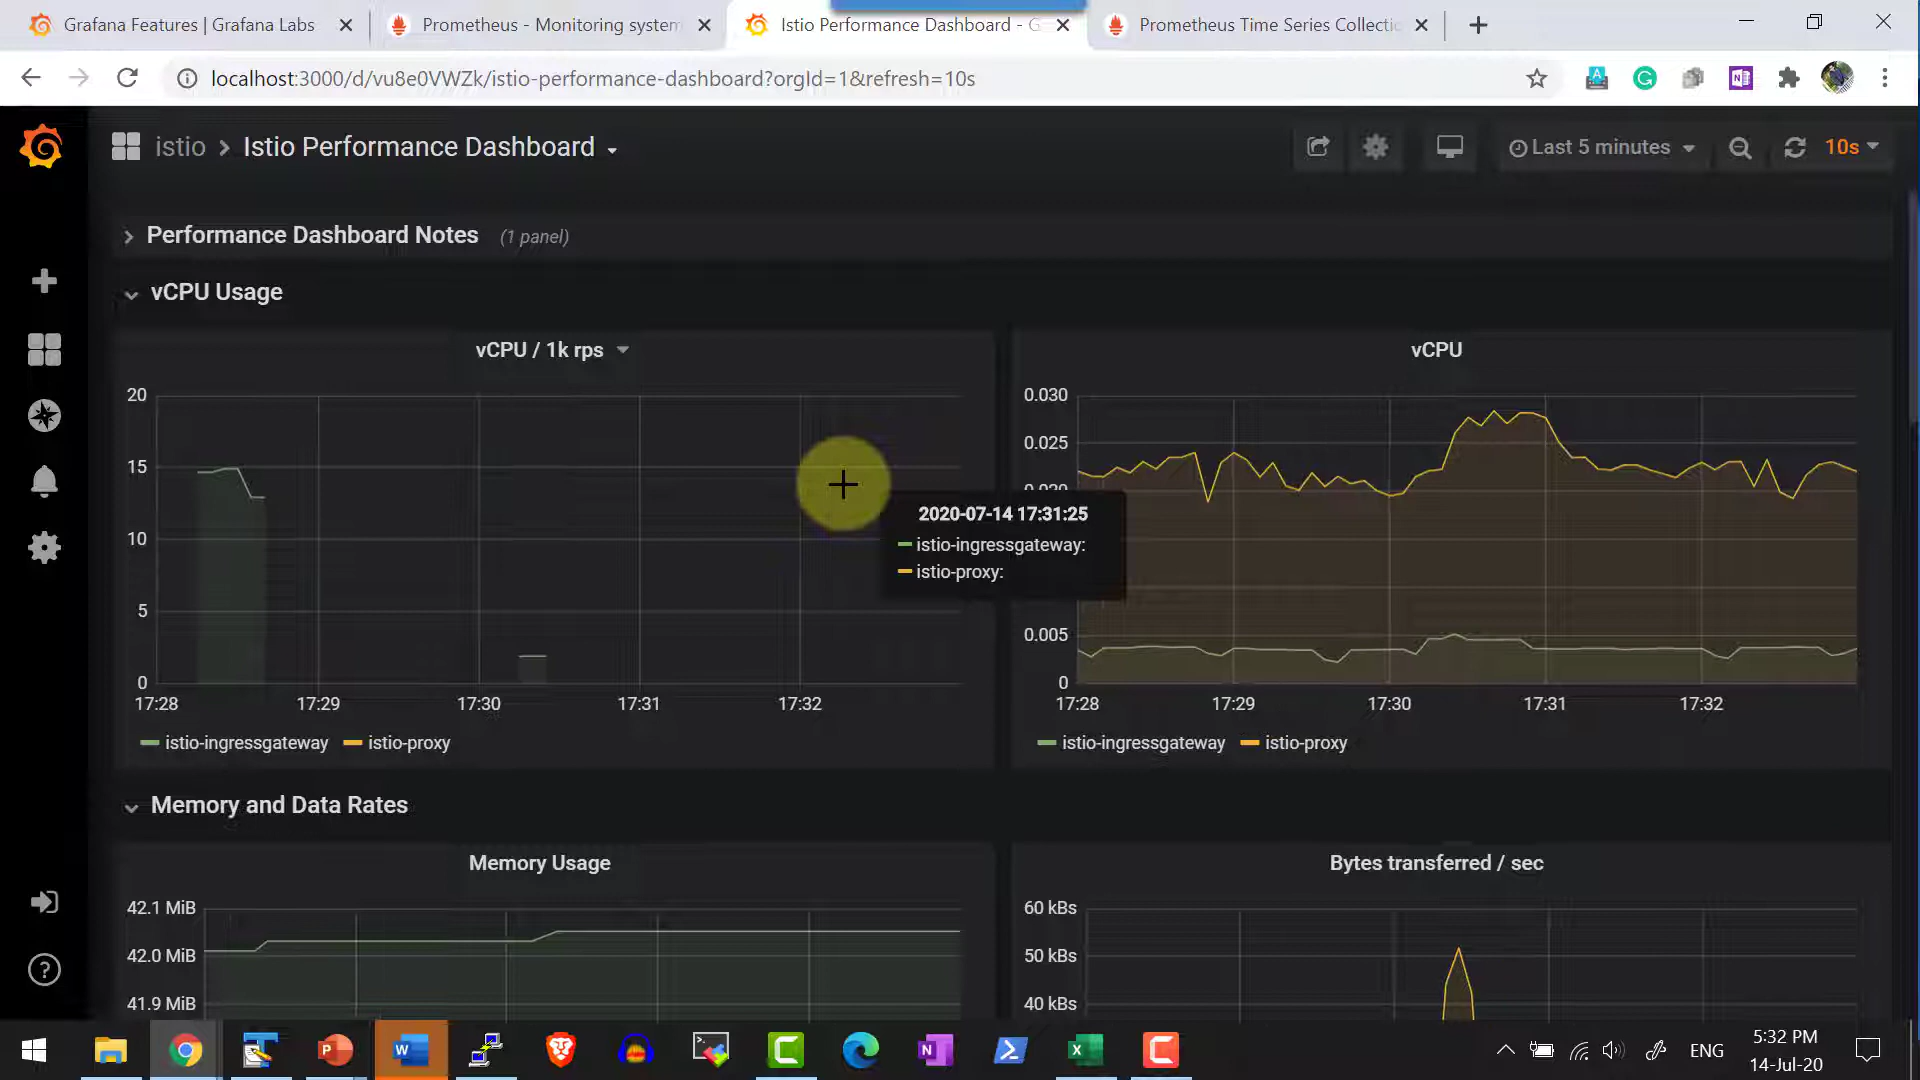 Grafana Features | Grafana Labs
Prometheus - Monitoring system
Istio Performance Dashboard - G
Prometheus Time Series Collectio
localhost:3000/d/vu8e0VWZk/istio-performance-dashboard?orgId=1&refresh=10s
istio > Istio Performance Dashboard
Last 5 minutes
10s
Performance Dashboard Notes (1 panel)
vCPU Usage
vCPU / 1k rps
20
15
10
5
0
17:28 17:29 17:30 17:31 17:32
istio-ingressgateway istio-proxy
2020-07-14 17:31:25
istio-ingressgateway:
istio-proxy:
vCPU
0.030
0.025
0.020
0.005
0
17:28 17:29 17:30 17:31 17:32
istio-ingressgateway istio-proxy
Memory and Data Rates
Memory Usage
42.1 MiB
42.0 MiB
41.9 MiB
Bytes transferred / sec
60 kBs
50 kBs
40 kBs
ENG
5:32 PM
14-Jul-20